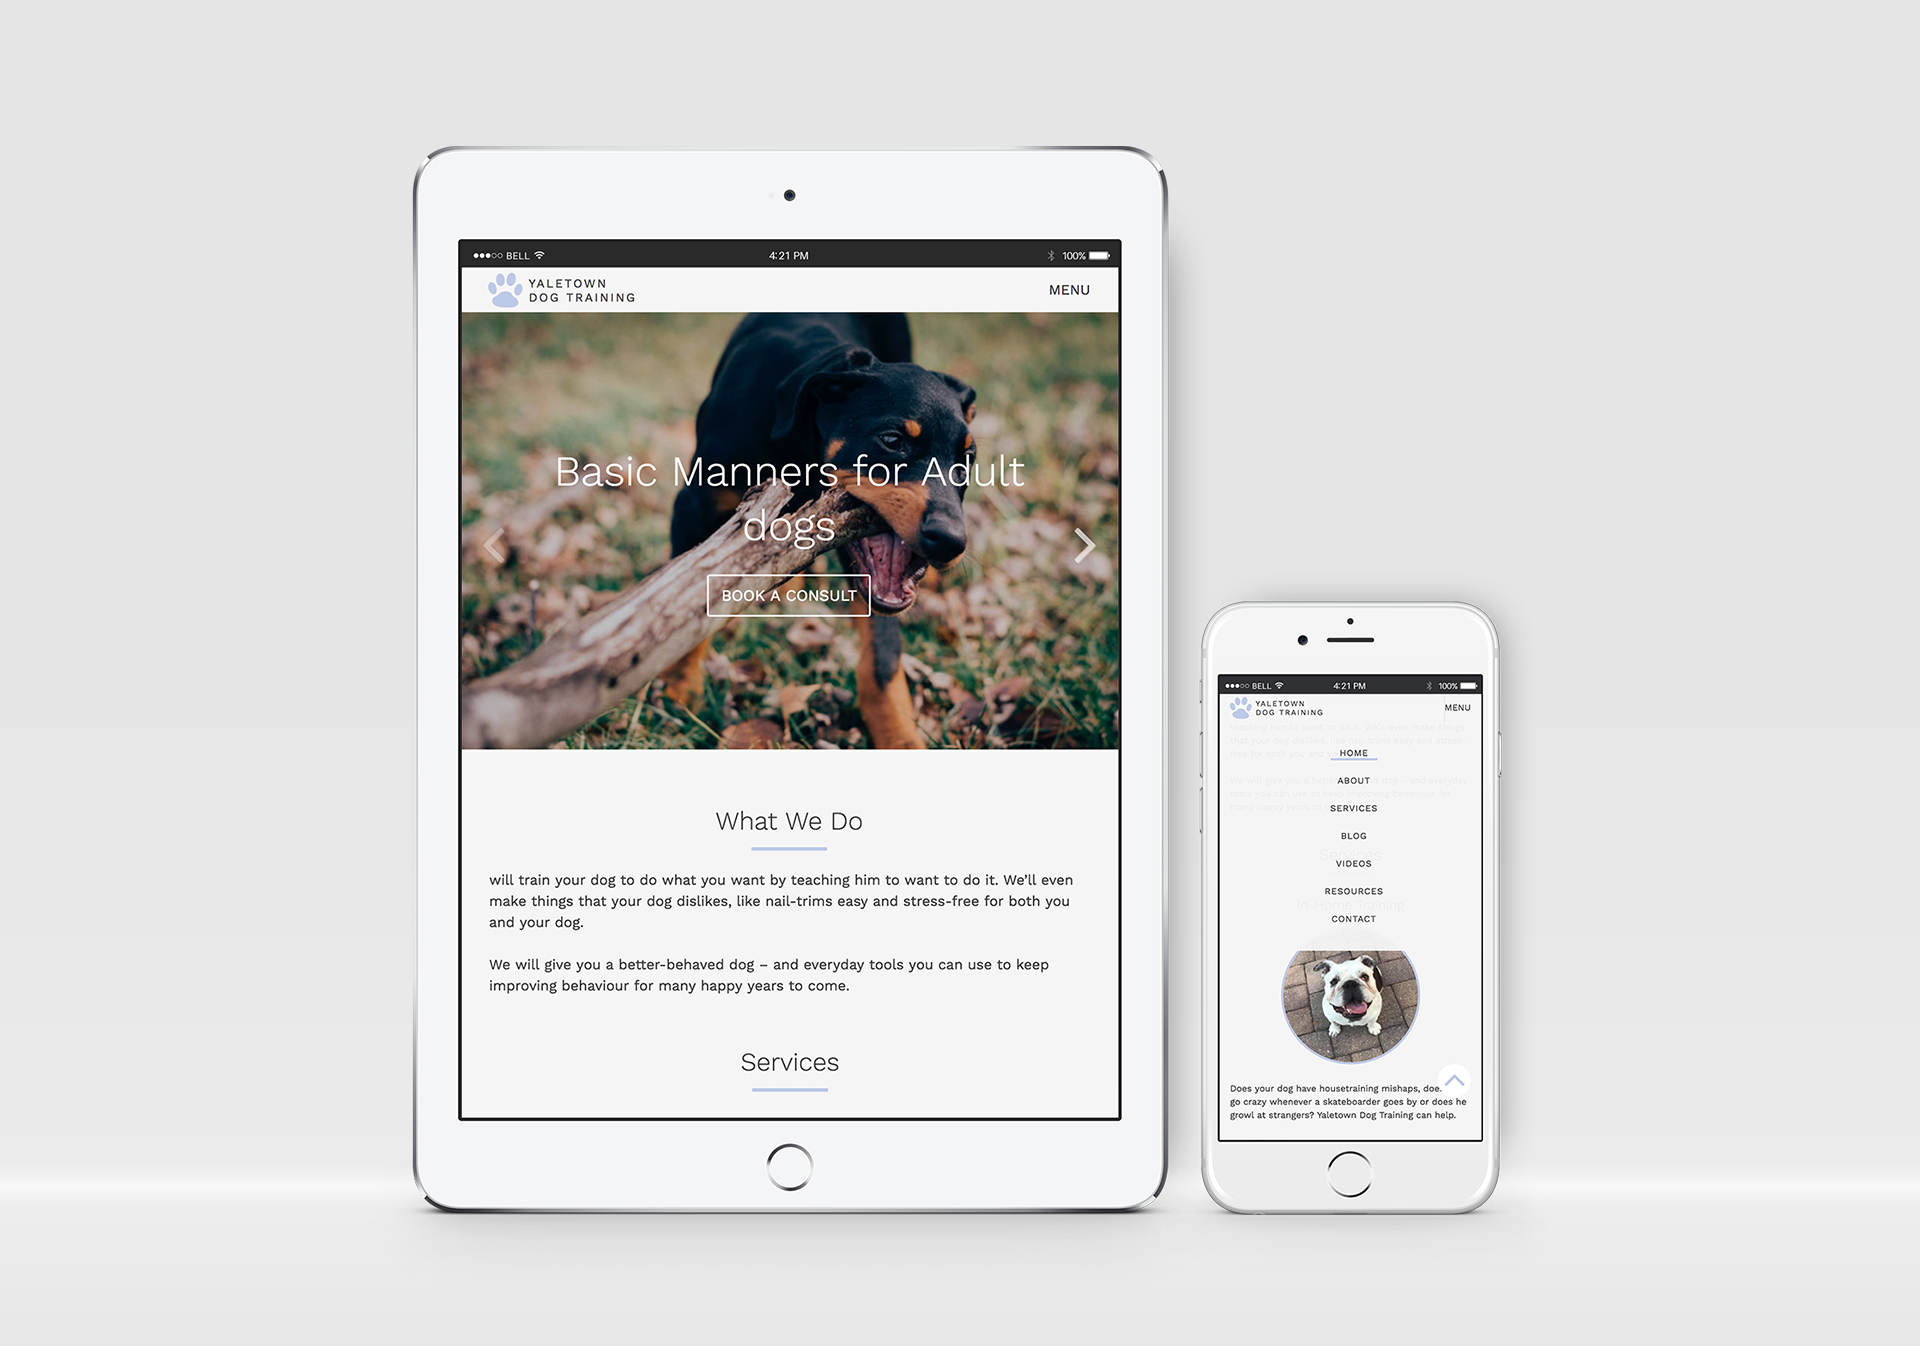 BELL
4:21 PM
100%
YALETOWN
DOG TRAINING
MENU
Basic Manners for Adult
dogs
BOOK A CONSULT
What We Do
will train your dog to do what you want by teaching him to want to do it. We'll even
make things that your dog dislikes, like nail-trims easy and stress-free for both you
and your dog.
We will give you a better-behaved dog – and everyday tools you can use to keep
improving behaviour for many happy years to come.
Services
BELL
4:21 PM
100%
YALETOWN
DOG TRAINING
MENU
HOME
ABOUT
SERVICES
BLOG
VIDEOS
RESOURCES
In-Home Training
CONTACT
Does your dog have housetraining mishaps, doe
go crazy whenever a skateboarder goes by or does he
growl at strangers? Yaletown Dog Training can help.